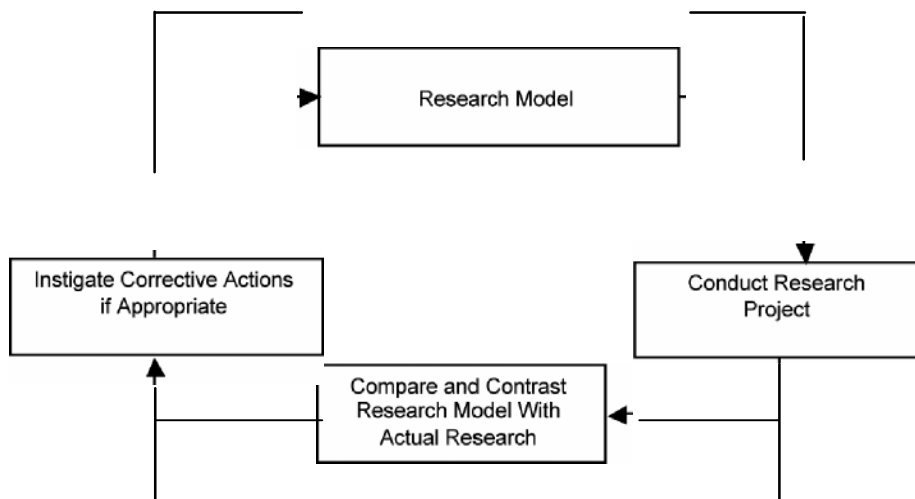 Research Model
Instigate Corrective Actions
if Appropriate
Conduct Research
Project
Compare and Contrast
Research Model With
Actual Research